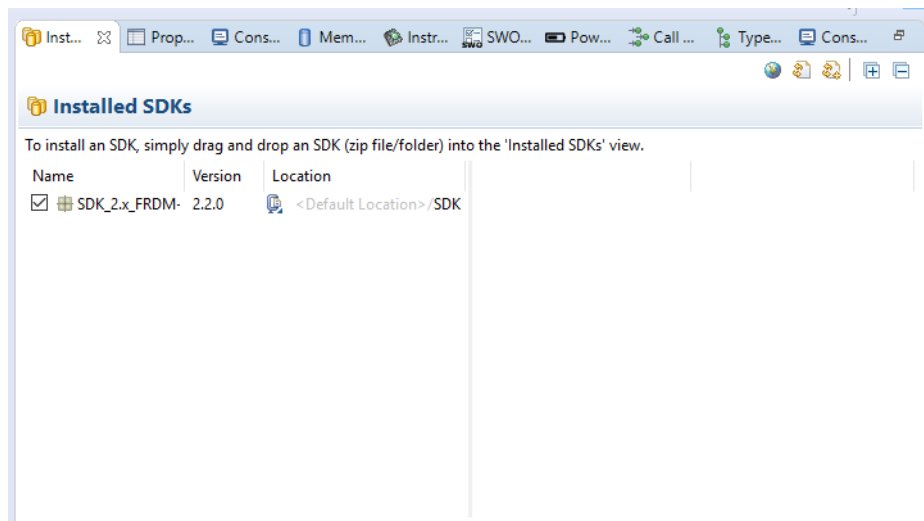 Inst... Prop... Cons... Mem... Instr... SWO... Pow... Call ... Type... Cons...
Installed SDKs
To install an SDK, simply drag and drop an SDK (zip file/folder) into the 'Installed SDKs' view.
Name Version Location
SDK_2.x_FRDM- 2.2.0 <Default Location>/SDK